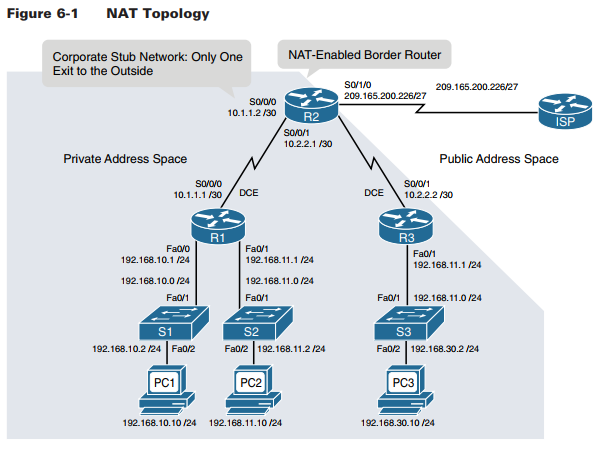 Figure 6-1 NAT Topology
Corporate Stub Network: Only One
Exit to the Outside
NAT-Enabled Border Router
S0/0/0
10.1.1.2 /30
S0/1/0
209.165.200.226/27
209.165.200.226/27
R2
ISP
S0/0/1
10.2.2.1 /30
Private Address Space
Public Address Space
S0/0/0
10.1.1.1 /30
DCE
DCE
S0/0/1
10.2.2.2 /30
R1
R3
Fa0/0
192.168.10.1 /24
Fa0/1
192.168.11.1 /24
Fa0/1
192.168.11.1 /24
192.168.10.0 /24
192.168.11.0 /24
Fa0/1
Fa0/1
Fa0/1
192.168.11.0 /24
S1
S2
S3
192.168.10.2 /24
Fa0/2
Fa0/2
192.168.11.2 /24
Fa0/2
192.168.30.2 /24
PC1
PC2
PC3
192.168.10.10 /24
192.168.11.10 /24
192.168.30.10 /24